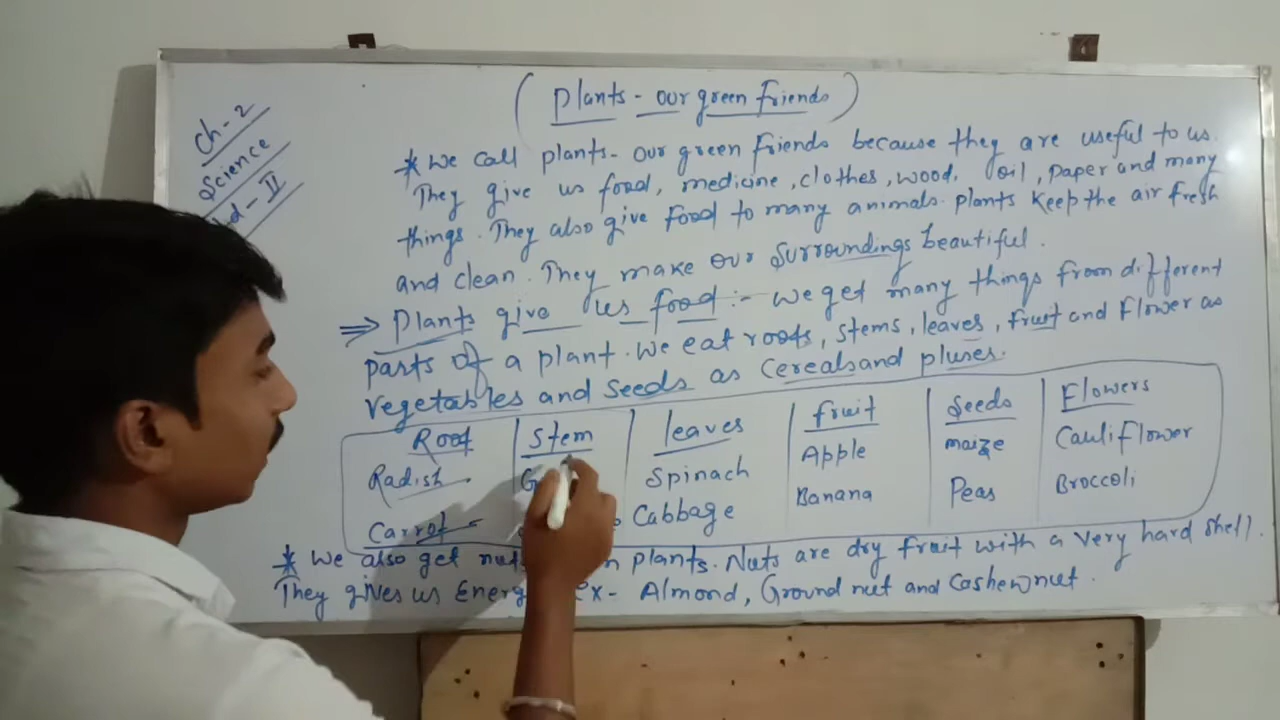 (Plants - our green friends)
Ch-2
Science
II
* We call plants - our green friends because they are useful to us.
They give us food, medicine, clothes, wood, oil, paper and many
things. They also give food to many animals. plants keep the air fresh
and clean. They make our surroundings beautiful.
⇒ Plants give us food :- We get many things from different
parts of a plant. We eat roots, stems, leaves, fruit and flower as
vegetables and seeds as cereals and pluses.
Root Stem leaves fruit Seeds Flowers
Radish Spinach Apple maize Cauliflower
Carrot Cabbage Banana Peas Broccoli
* We also get plants. Nuts are dry fruit with a very hard shell.
They gives us Energy Ex- Almond, Ground nut and Cashewnut.